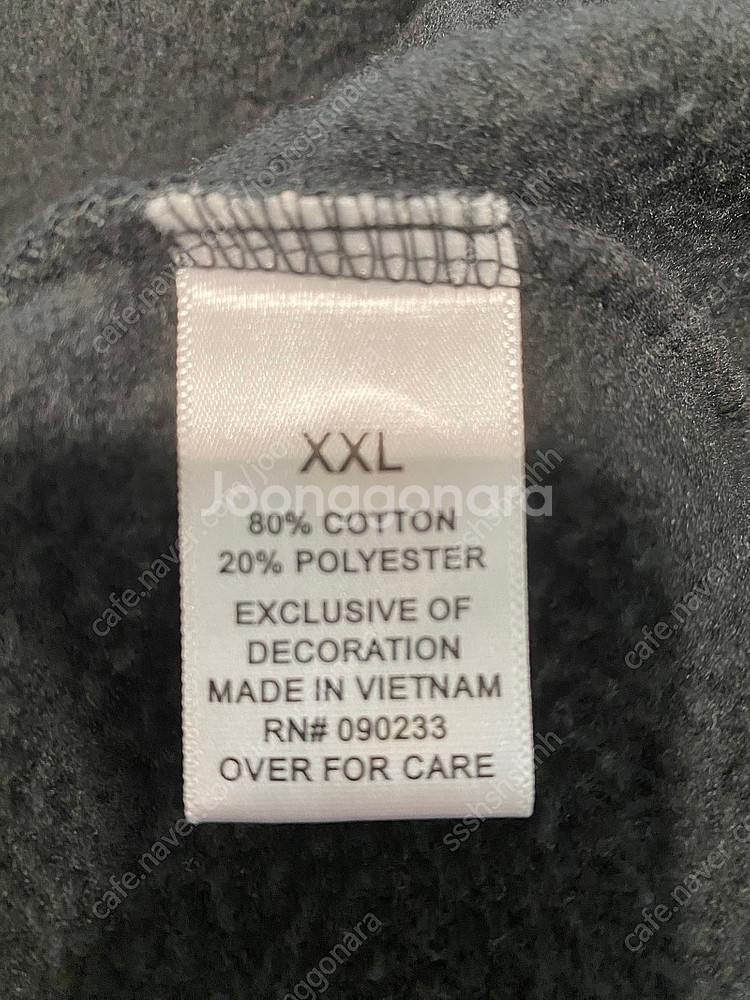 XXL
Joonggonara
80% COTTON
20% POLYESTER
EXCLUSIVE OF
DECORATION
MADE IN VIETNAM
RN# 090233
OVER FOR CARE